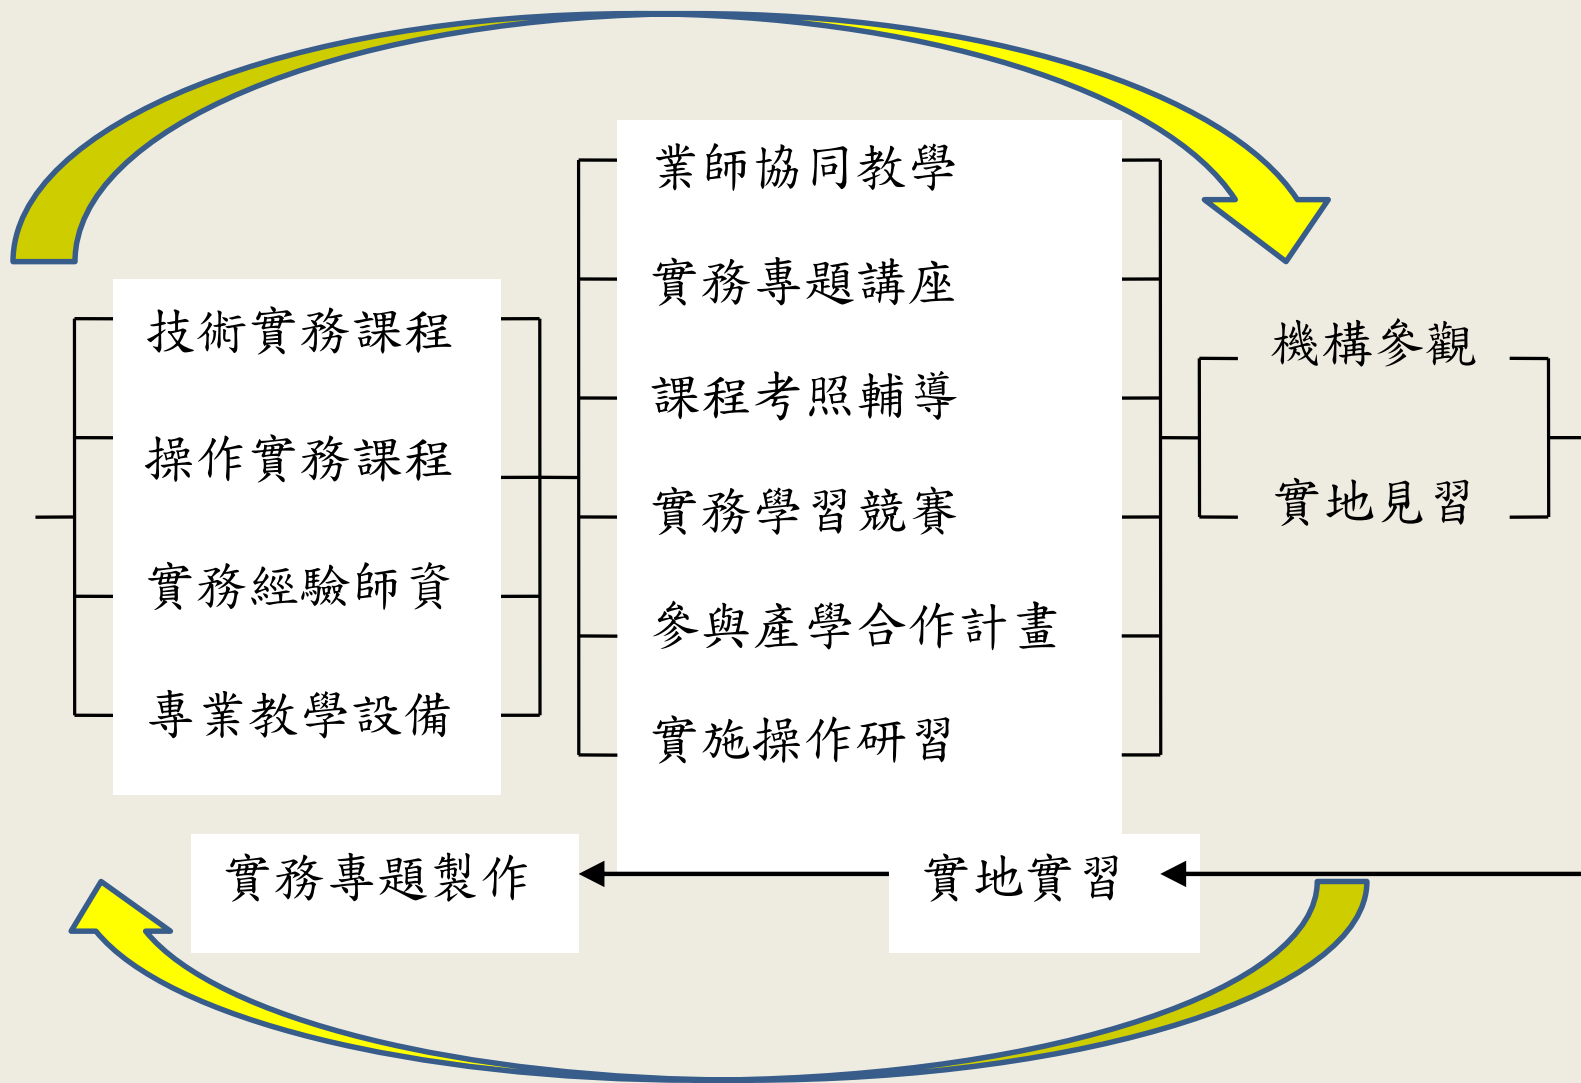 技術實務課程
操作實務課程
實務經驗師資
專業教學設備
業師協同教學
實務專題講座
課程考照輔導
實務學習競賽
參與產學合作計畫
實施操作研習
機構參觀
實地見習
實地實習
實務專題製作